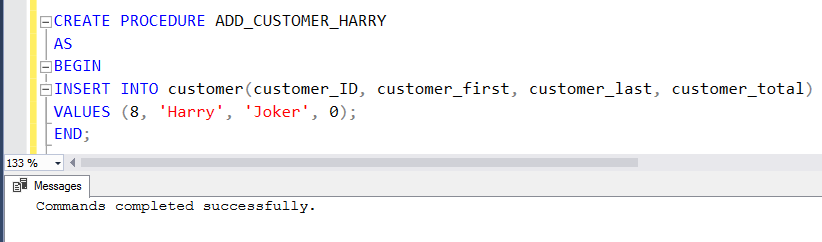 CREATE PROCEDURE ADD_CUSTOMER_HARRY
AS
BEGIN
INSERT INTO customer(customer_ID, customer_first, customer_last, customer_total)
VALUES (8, 'Harry', 'Joker', 0);
END;
133 %
Messages
Commands completed successfully.